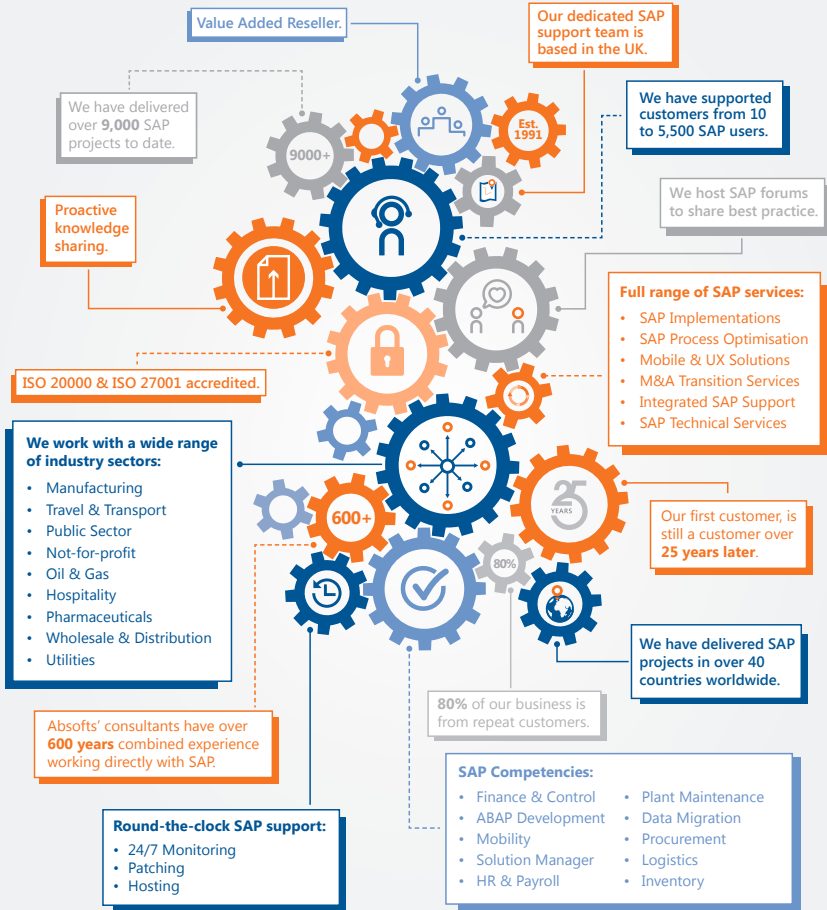 Value Added Reseller.
Our dedicated SAP
support team is
based in the UK.
We have delivered
over 9,000 SAP
projects to date.
We have supported
customers from 10
to 5,500 SAP users.
Est.
1991
9000+
We host SAP forums
to share best practice.
Proactive
knowledge
sharing.
Full range of SAP services:
• SAP Implementations
• SAP Process Optimisation
• Mobile & UX Solutions
• M&A Transition Services
• Integrated SAP Support
• SAP Technical Services
ISO 20000 & ISO 27001 accredited.
We work with a wide range
of industry sectors:
• Manufacturing
• Travel & Transport
• Public Sector
• Not-for-profit
• Oil & Gas
• Hospitality
• Pharmaceuticals
• Wholesale & Distribution
• Utilities
600+
25
YEARS
Our first customer, is
still a customer over
25 years later.
80%
We have delivered SAP
projects in over 40
countries worldwide.
80% of our business is
from repeat customers.
Absofts’ consultants have over
600 years combined experience
working directly with SAP.
SAP Competencies:
• Finance & Control
• ABAP Development
• Mobility
• Solution Manager
• HR & Payroll
• Plant Maintenance
• Data Migration
• Procurement
• Logistics
• Inventory
Round-the-clock SAP support:
• 24/7 Monitoring
• Patching
• Hosting